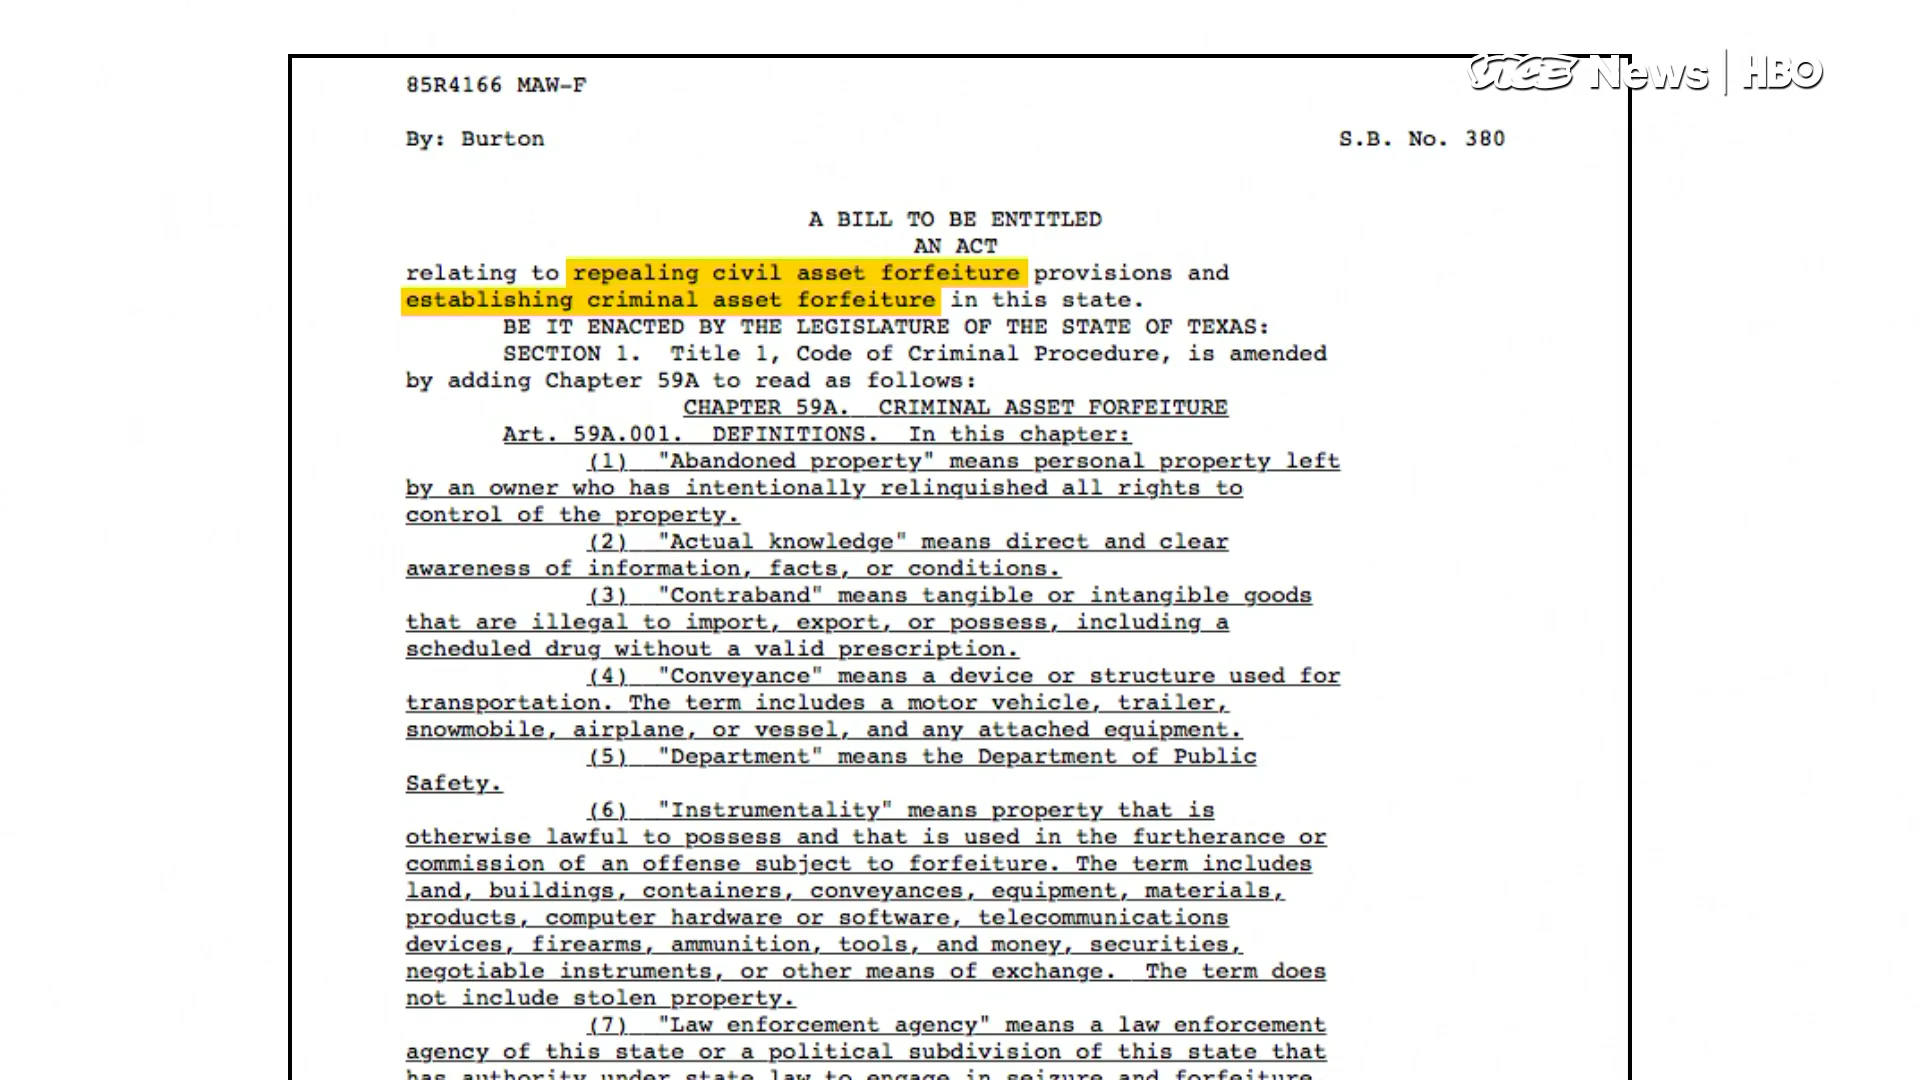 VICE News | HBO
85R4166 MAW-F
By: Burton S.B. No. 380
A BILL TO BE ENTITLED
AN ACT
relating to repealing civil asset forfeiture provisions and
establishing criminal asset forfeiture in this state.
BE IT ENACTED BY THE LEGISLATURE OF THE STATE OF TEXAS:
SECTION 1. Title 1, Code of Criminal Procedure, is amended
by adding Chapter 59A to read as follows:
CHAPTER 59A. CRIMINAL ASSET FORFEITURE
Art. 59A.001. DEFINITIONS. In this chapter:
(1) "Abandoned property" means personal property left
by an owner who has intentionally relinquished all rights to
control of the property.
(2) "Actual knowledge" means direct and clear
awareness of information, facts, or conditions.
(3) "Contraband" means tangible or intangible goods
that are illegal to import, export, or possess, including a
scheduled drug without a valid prescription.
(4) "Conveyance" means a device or structure used for
transportation. The term includes a motor vehicle, trailer,
snowmobile, airplane, or vessel, and any attached equipment.
(5) "Department" means the Department of Public
Safety.
(6) "Instrumentality" means property that is
otherwise lawful to possess and that is used in the furtherance or
commission of an offense subject to forfeiture. The term includes
land, buildings, containers, conveyances, equipment, materials,
products, computer hardware or software, telecommunications
devices, firearms, ammunition, tools, and money, securities,
negotiable instruments, or other means of exchange. The term does
not include stolen property.
(7) "Law enforcement agency" means a law enforcement
agency of this state or a political subdivision of this state that
has authority under state law to engage in seizure and forfeiture.